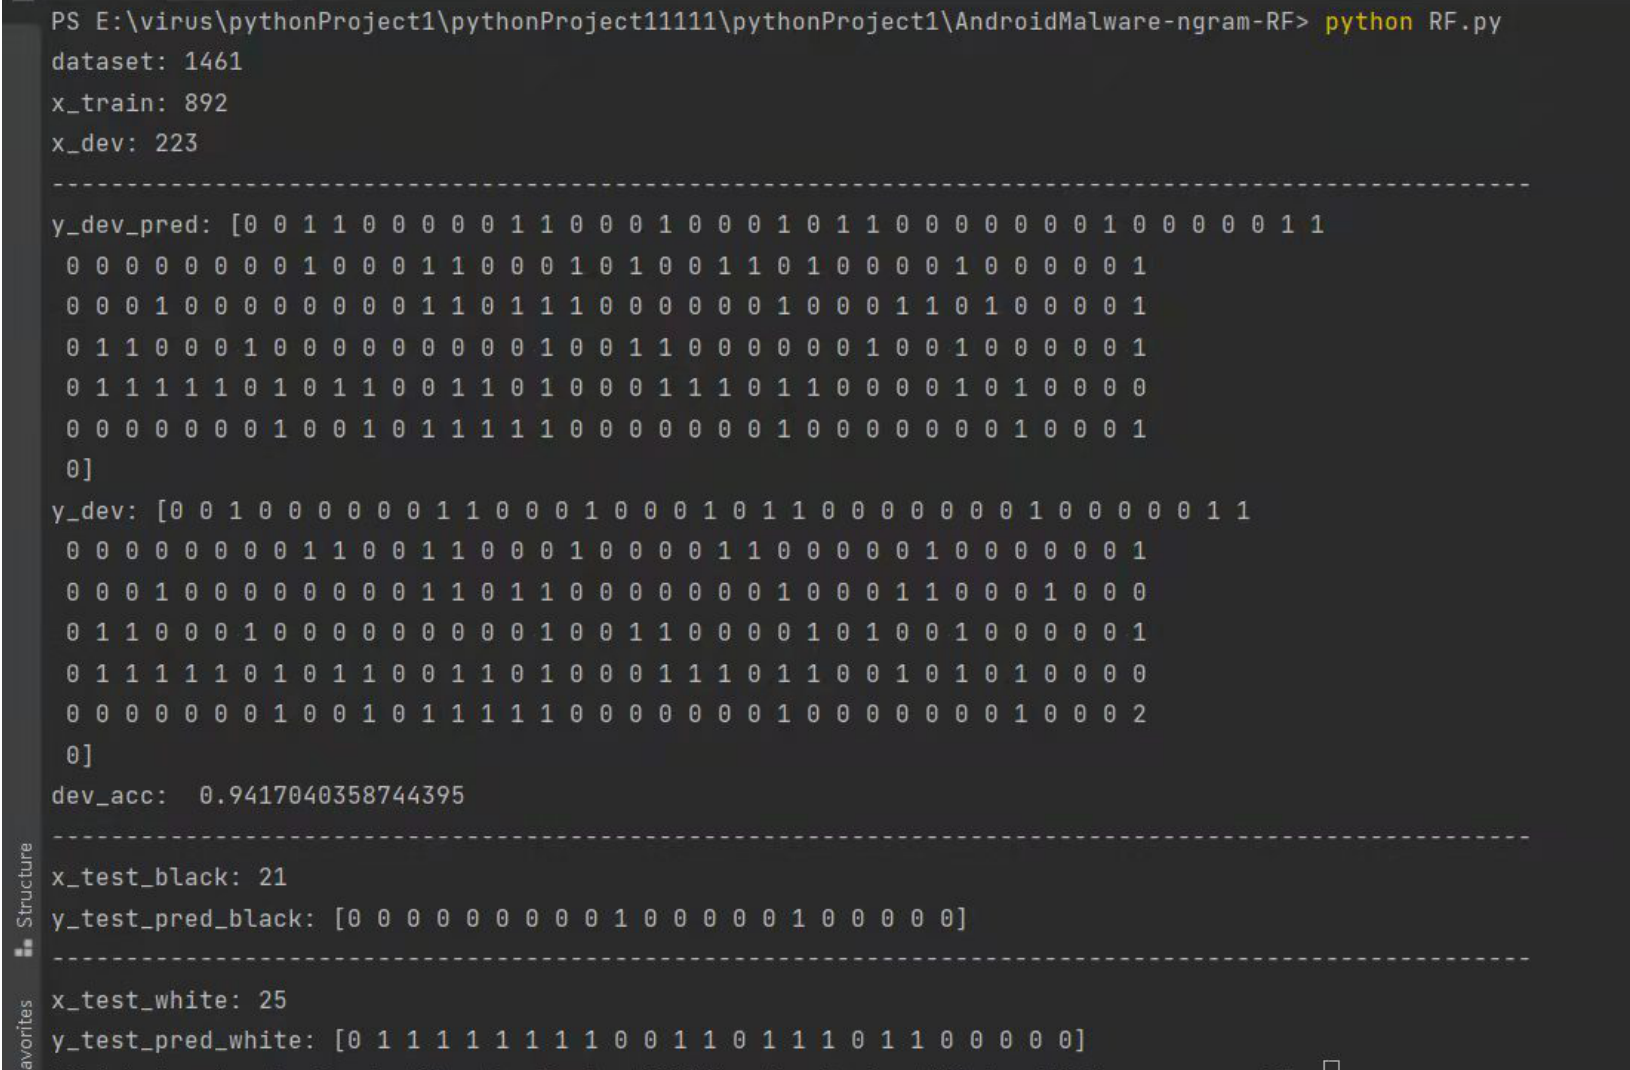 PS E:\virus\pythonProject1\pythonProject11111\pythonProject1\AndroidMalware-ngram-RF> python RF.py
dataset: 1461
x_train: 892
x_dev: 223
----------------------------------------------------------------------------------------------------
y_dev_pred: [0 0 1 1 0 0 0 0 0 1 1 0 0 0 1 0 0 0 1 0 1 1 0 0 0 0 0 0 0 1 0 0 0 0 0 1 1
0 0 0 0 0 0 0 0 1 0 0 0 1 1 0 0 0 1 0 1 0 0 1 1 0 1 0 0 0 0 1 0 0 0 0 0 1
0 0 0 1 0 0 0 0 0 0 0 0 1 1 0 1 1 1 0 0 0 0 0 0 1 0 0 0 1 1 0 1 0 0 0 0 1
0 1 1 0 0 0 1 0 0 0 0 0 0 0 0 0 1 0 0 1 1 0 0 0 0 0 0 1 0 0 1 0 0 0 0 0 1
0 1 1 1 1 1 0 1 0 1 1 0 0 1 1 0 1 0 0 0 1 1 1 0 1 1 0 0 0 0 1 0 1 0 0 0 0
0 0 0 0 0 0 0 1 0 0 1 0 1 1 1 1 1 0 0 0 0 0 0 0 1 0 0 0 0 0 0 0 1 0 0 0 1
0]
y_dev: [0 0 1 0 0 0 0 0 0 1 1 0 0 0 1 0 0 0 1 0 1 1 0 0 0 0 0 0 0 1 0 0 0 0 0 1 1
0 0 0 0 0 0 0 0 1 1 0 0 1 1 0 0 0 1 0 0 0 0 1 1 0 0 0 0 0 1 0 0 0 0 0 0 1
0 0 0 1 0 0 0 0 0 0 0 0 1 1 0 1 1 0 0 0 0 0 0 0 1 0 0 0 1 1 0 0 0 1 0 0 0
0 1 1 0 0 0 1 0 0 0 0 0 0 0 0 0 1 0 0 1 1 0 0 0 0 1 0 1 0 0 1 0 0 0 0 0 1
0 1 1 1 1 1 0 1 0 1 1 0 0 1 1 0 1 0 0 0 1 1 1 0 1 1 0 0 1 0 1 0 1 0 0 0 0
0 0 0 0 0 0 0 1 0 0 1 0 1 1 1 1 1 0 0 0 0 0 0 0 1 0 0 0 0 0 0 0 1 0 0 0 2
0]
dev_acc:  0.9417040358744395
----------------------------------------------------------------------------------------------------
x_test_black: 21
y_test_pred_black: [0 0 0 0 0 0 0 0 0 1 0 0 0 0 0 1 0 0 0 0 0]
----------------------------------------------------------------------------------------------------
x_test_white: 25
y_test_pred_white: [0 1 1 1 1 1 1 1 1 0 0 1 1 0 1 1 1 0 1 1 0 0 0 0 0]
Structure
avorites